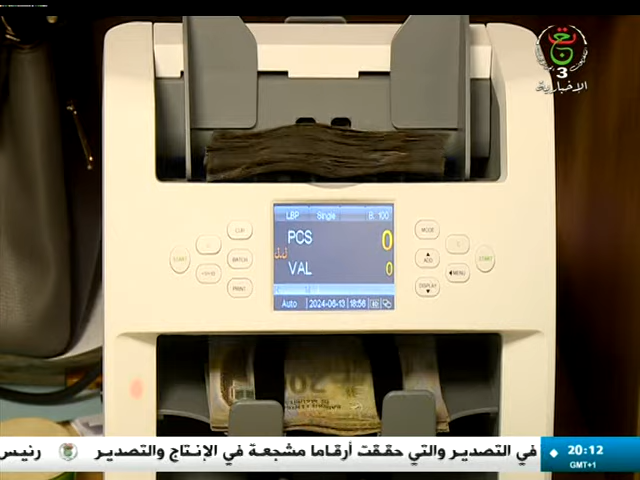 3
الإخبارية
LBP Single B: 100
PCS 0
VAL 0
Auto 2024-06-13 18:56
CLR
START
BATCH
PRINT
MODE
ADD
DISPLAY
MENU
START
في التصدير والتي حققت أرقاما مشجعة في الإنتاج والتصدير
رئيس
20:12
GMT+1